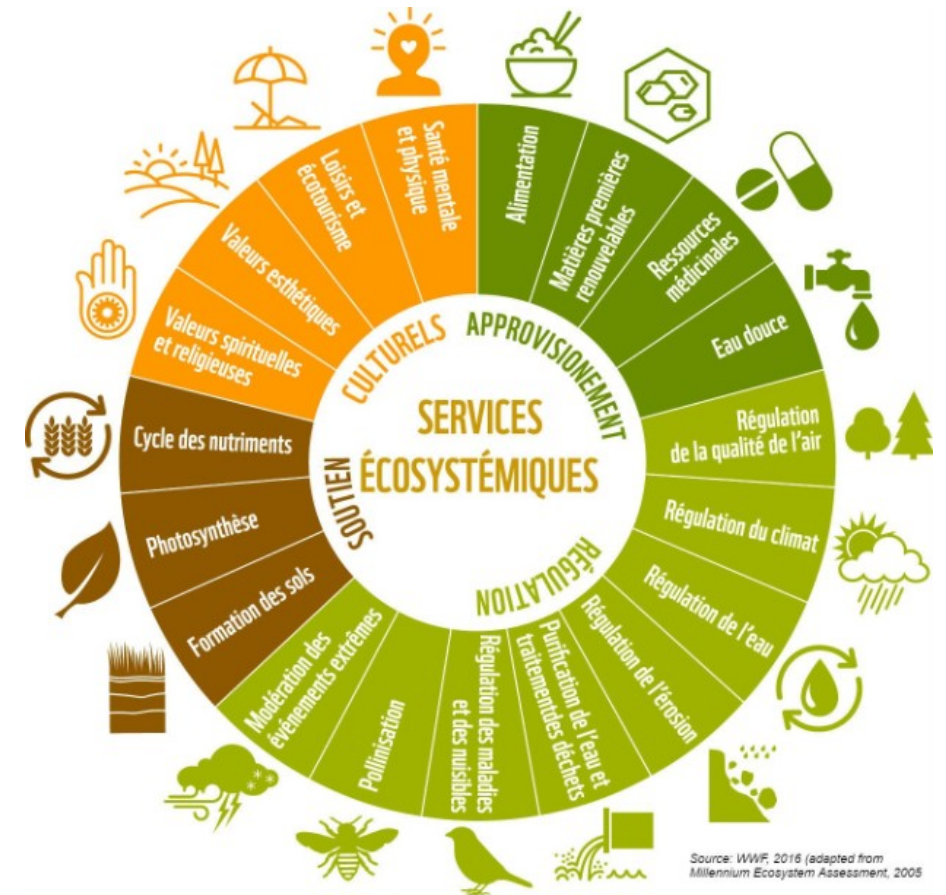 SERVICES
ÉCOSYSTÉMIQUES
CULTURELS
APPROVISIONEMENT
RÉGULATION
SOUTIEN
Alimentation
Matières premières
renouvelables
Ressources
médicinales
Eau douce
Régulation
de la qualité de l'air
Régulation du climat
Régulation de l'eau
Régulation de l'érosion
Purification de l'eau et
traitementdes déchets
Régulation des maladies
et des nuisibles
Pollinisation
Modération des
événements extrêmes
Formation des sols
Photosynthèse
Cycle des nutriments
Valeurs spirituelles
et religieuses
Valeurs esthétiques
Loisirs et
écotourisme
Santé mentale
et physique
Source: WWF, 2016 (adapted from
Millennium Ecosystem Assessment, 2005